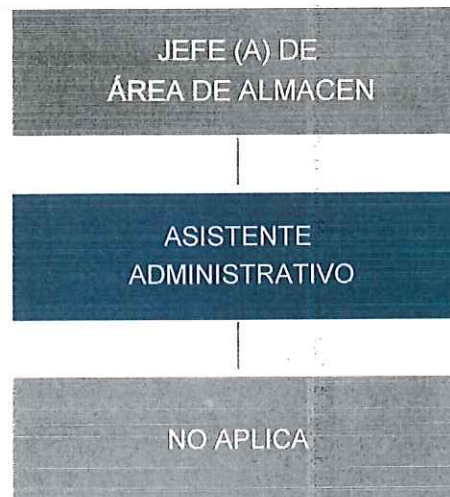 JEFE (A) DE
ÁREA DE ALMACEN
ASISTENTE
ADMINISTRATIVO
NO APLICA